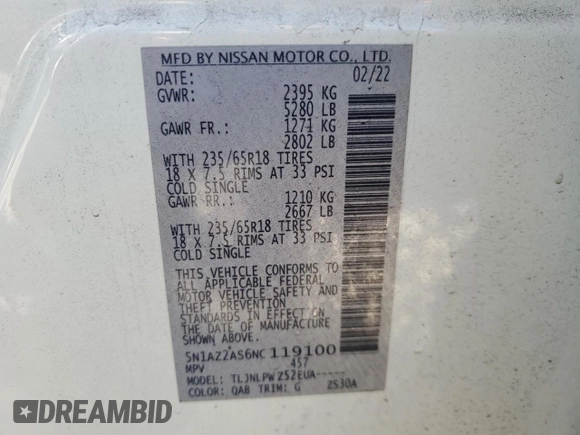 MFD BY NISSAN MOTOR CO., LTD.
DATE: 02/22
GVWR: 2395 KG
5280 LB
GAWR FR.: 1271 KG
2802 LB
WITH 235/65R18 TIRES
18 X 7.5 RIMS AT 33 PSI
COLD SINGLE
GAWR RR.: 1210 KG
2667 LB
WITH 235/65R18 TIRES
18 X 7.5 RIMS AT 33 PSI
COLD SINGLE
THIS VEHICLE CONFORMS TO
ALL APPLICABLE FEDERAL
MOTOR VEHICLE SAFETY AND
THEFT PREVENTION
STANDARDS IN EFFECT ON
THE DATE OF MANUFACTURE
SHOWN ABOVE.
5N1AZ2AS6NC119100
MPV 457
MODEL: TLJNLPWZS2EUA-----
COLOR: QAB TRIM: G ZS30A
© DEALERSCARS AUCTION